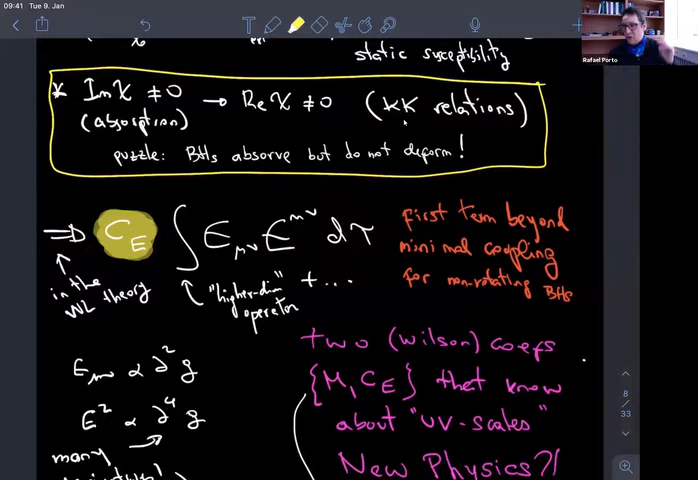 09:41 Tue 9. Jan
static suceptibility
* Im χ ≠ 0 → Re χ ≠ 0 (KK relations)
(absorption)
puzzle: BHs absorve but do not deform!
⇒ C_E ∫ E_μν E^μν dτ
+ ...
in the
WL theory
"higher-dim"
operator
First term beyond
minimal coupling
for non-rotating BHs
E_μν ∝ ∂² g
E² ∝ ∂⁴ g
many
two (Wilson) coefs
{M, C_E} that know
about "UV-scales"
New Physics?!
Rafael Porto
8
/
33